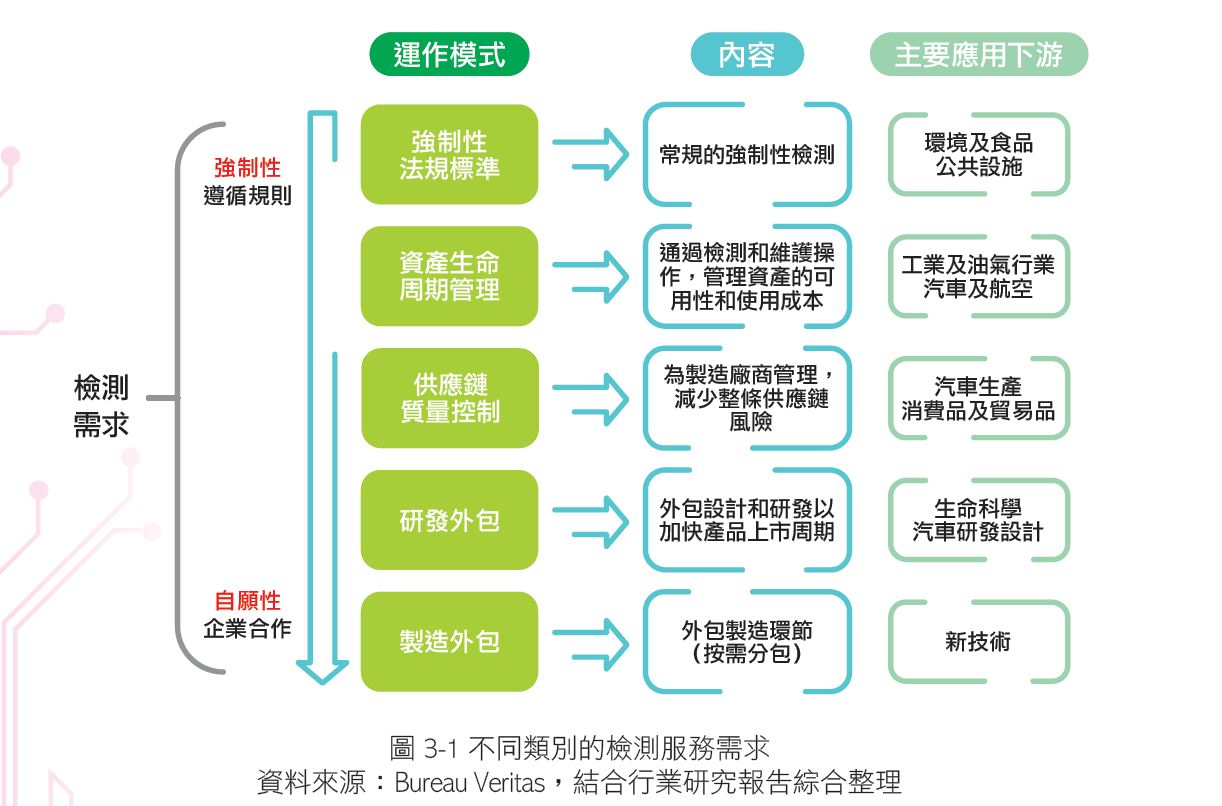 運作模式
內容
主要應用下游
檢測
需求
強制性
遵循規則
自願性
企業合作
強制性
法規標準
常規的強制性檢測
環境及食品
公共設施
資產生命
周期管理
通過檢測和維護操
作，管理資產的可
用性和使用成本
工業及油氣行業
汽車及航空
供應鏈
質量控制
為製造廠商管理，
減少整條供應鏈
風險
汽車生產
消費品及貿易品
研發外包
外包設計和研發以
加快產品上市周期
生命科學
汽車研發設計
製造外包
外包製造環節
（按需分包）
新技術
圖 3-1 不同類別的檢測服務需求
資料來源：Bureau Veritas，結合行業研究報告綜合整理